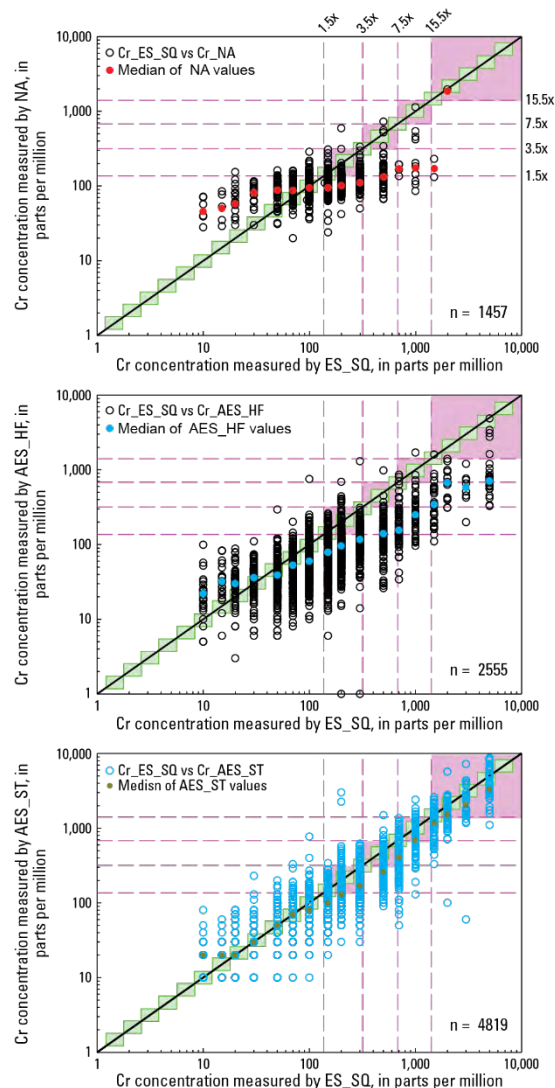 1.5x 3.5x 7.5x 15.5x
10,000
Cr_ES_SQ vs Cr_NA
Median of NA values
1,000
15.5x
7.5x
3.5x
1.5x
100
10
1
n = 1457
1 10 100 1,000 10,000
Cr concentration measured by NA, in
parts per million
Cr concentration measured by ES_SQ, in parts per million
10,000
Cr_ES_SQ vs Cr_AES_HF
Median of AES_HF values
1,000
100
10
1
n = 2555
1 10 100 1,000 10,000
Cr concentration measured by AES_HF, in
parts per million
Cr concentration measured by ES_SQ, in parts per million
10,000
Cr_ES_SQ vs Cr_AES_ST
Medisn of AES_ST values
1,000
100
10
1
n = 4819
1 10 100 1,000 10,000
Cr concentration measured by AES_ST, in
parts per million
Cr concentration measured by ES_SQ, in parts per million